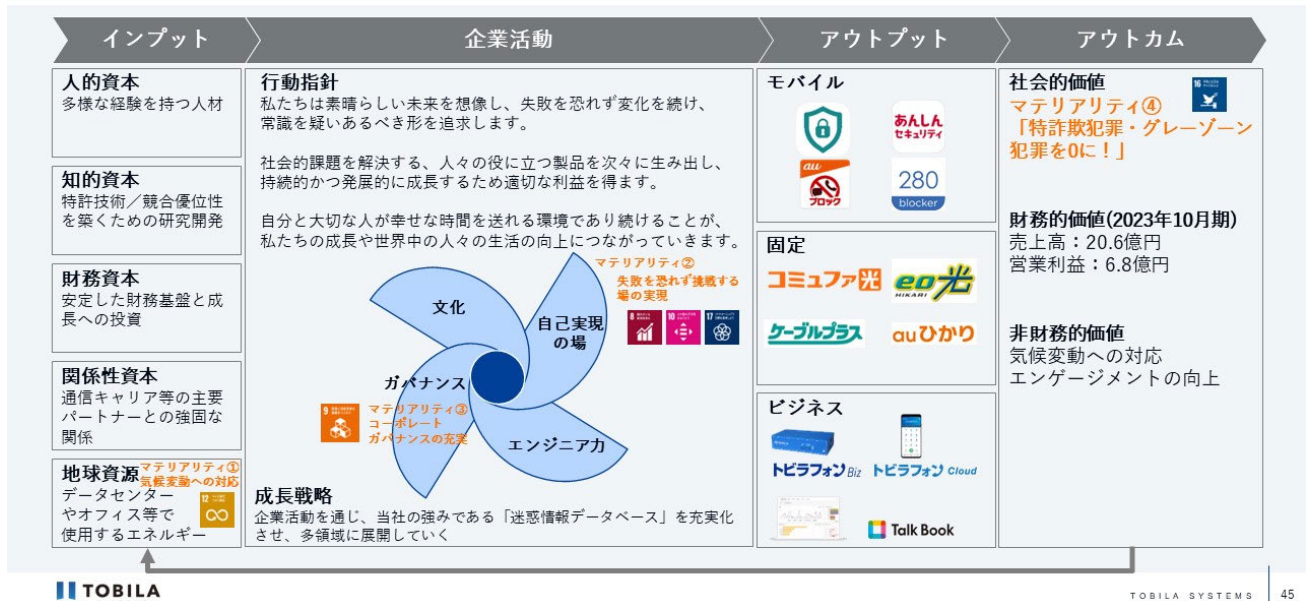 インプット
企業活動
アウトプット
アウトカム
人的資本
多様な経験を持つ人材
知的資本
特許技術／競合優位性
を築くための研究開発
財務資本
安定した財務基盤と成
長への投資
関係性資本
通信キャリア等の主要
パートナーとの強固な
関係
地球資源
マテリアリティ①
気候変動への対応
データセンター
やオフィス等で
使用するエネルギー
12
行動指針
私たちは素晴らしい未来を想像し、失敗を恐れず変化を続け、
常識を疑いあるべき形を追求します。
社会的課題を解決する、人々の役に立つ製品を次々に生み出し、
持続的かつ発展的に成長するため適切な利益を得ます。
自分と大切な人が幸せな時間を送れる環境であり続けることが、
私たちの成長や世界中の人々の生活の向上につながっていきます。
マテリアリティ②
失敗を恐れず挑戦する
場の実現
8
10
17
文化
自己実現
の場
ガバナンス
エンジニア力
9
マテリアリティ③
コーポレート
ガバナンスの充実
成長戦略
企業活動を通じ、当社の強みである「迷惑情報データベース」を充実化
させ、多領域に展開していく
モバイル
あんしん
セキュリティ
au
ブロック
280
blocker
固定
コミュファ光
eo光
HIKARI
ケーブルプラス
auひかり
ビジネス
トビラフォン Biz
トビラフォン Cloud
Talk Book
社会的価値
16
マテリアリティ④
「特詐欺犯罪・グレーゾーン
犯罪を0に！」
財務的価値(2023年10月期)
売上高：20.6億円
営業利益：6.8億円
非財務的価値
気候変動への対応
エンゲージメントの向上
TOBILA
TOBILA SYSTEMS
45